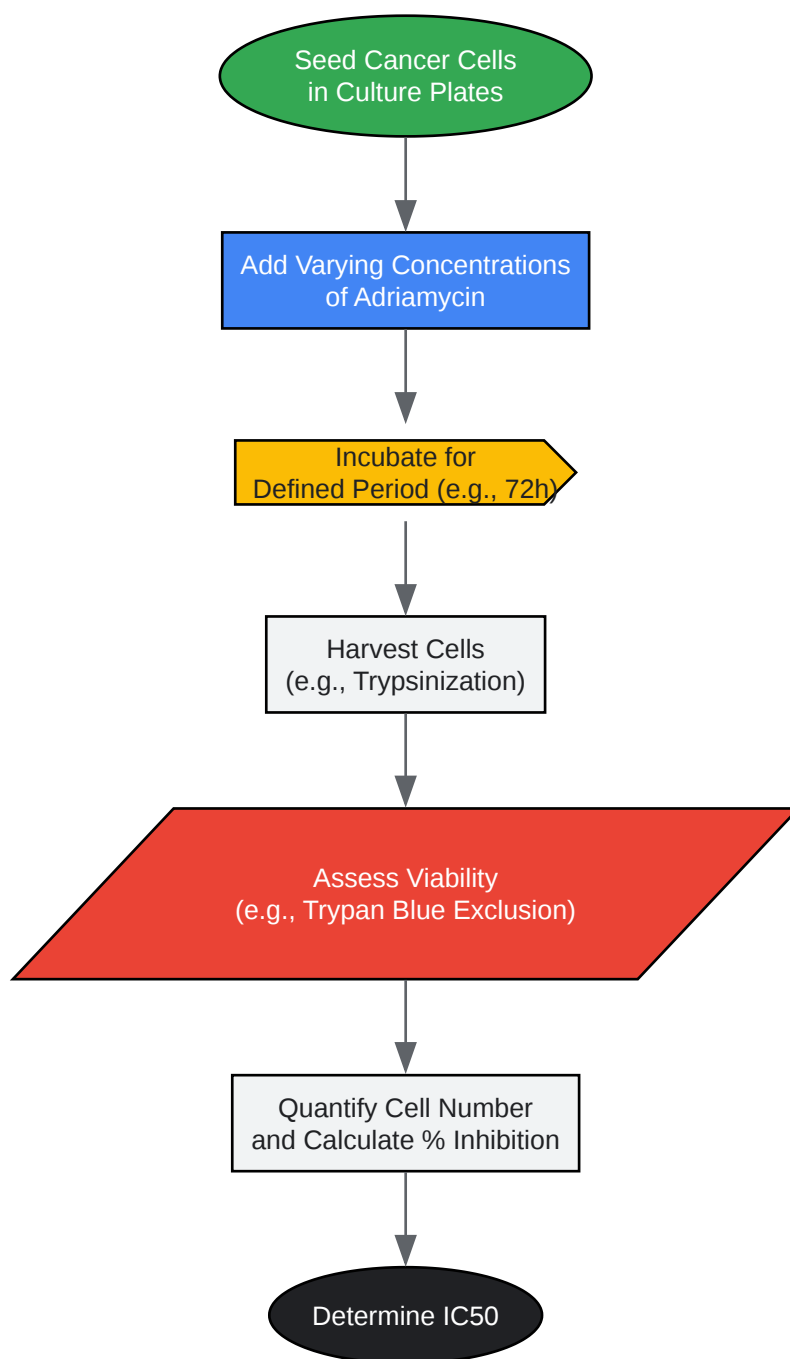 Seed Cancer Cells
in Culture Plates
Add Varying Concentrations
of Adriamycin
Incubate for
Defined Period (e.g., 72h)
Harvest Cells
(e.g., Trypsinization)
Assess Viability
(e.g., Trypan Blue Exclusion)
Quantify Cell Number
and Calculate % Inhibition
Determine IC50